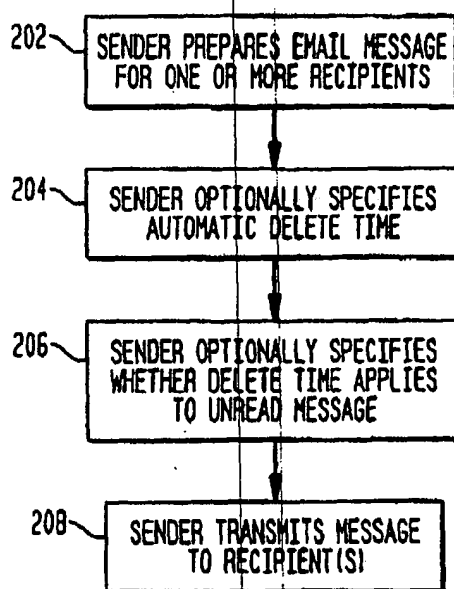 202
SENDER PREPARES EMAIL MESSAGE
FOR ONE OR MORE RECIPIENTS
204
SENDER OPTIONALLY SPECIFIES
AUTOMATIC DELETE TIME
206
SENDER OPTIONALLY SPECIFIES
WHETHER DELETE TIME APPLIES
TO UNREAD MESSAGE
208
SENDER TRANSMITS MESSAGE
TO RECIPIENT(S)